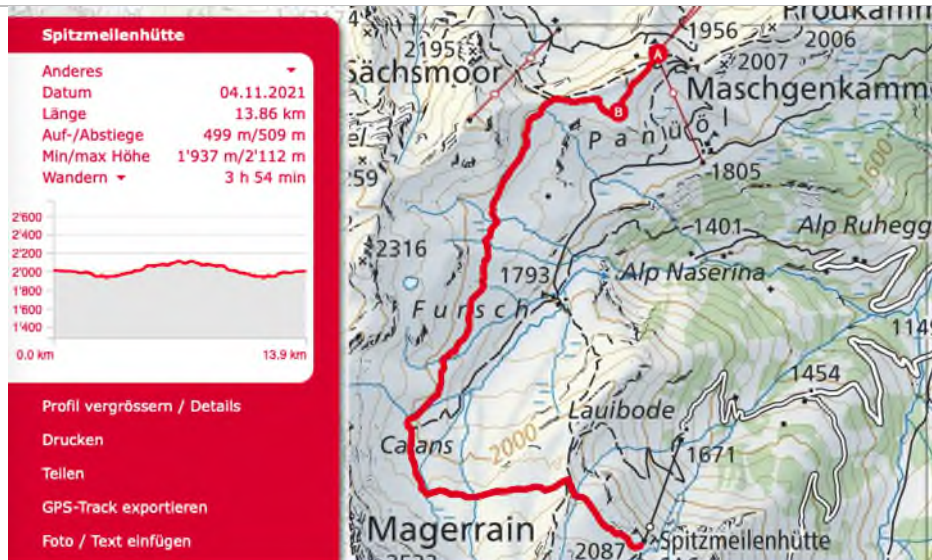 Spitzmeilenhütte
Anderes
Datum 04.11.2021
Länge 13.86 km
Auf-/Abstiege 499 m/509 m
Min/max Höhe 1'937 m/2'112 m
Wandern 3 h 54 min
2'600
2'400
2'200
2'000
1'800
1'600
1'400
0.0 km 13.9 km
Profil vergrössern / Details
Drucken
Teilen
GPS-Track exportieren
Foto / Text einfügen
Prodkamm
1956
2195
2006
A
sächsmoor
2007
Maschgenkamm
B
Panüöl
1805
1600
259
1401
Alp Ruhegg
2316
1793
Alp Naserina
Fursch
1149
1454
Lauibode
Calans
2000
1671
Magerrain
2087
Spitzmeilenhütte